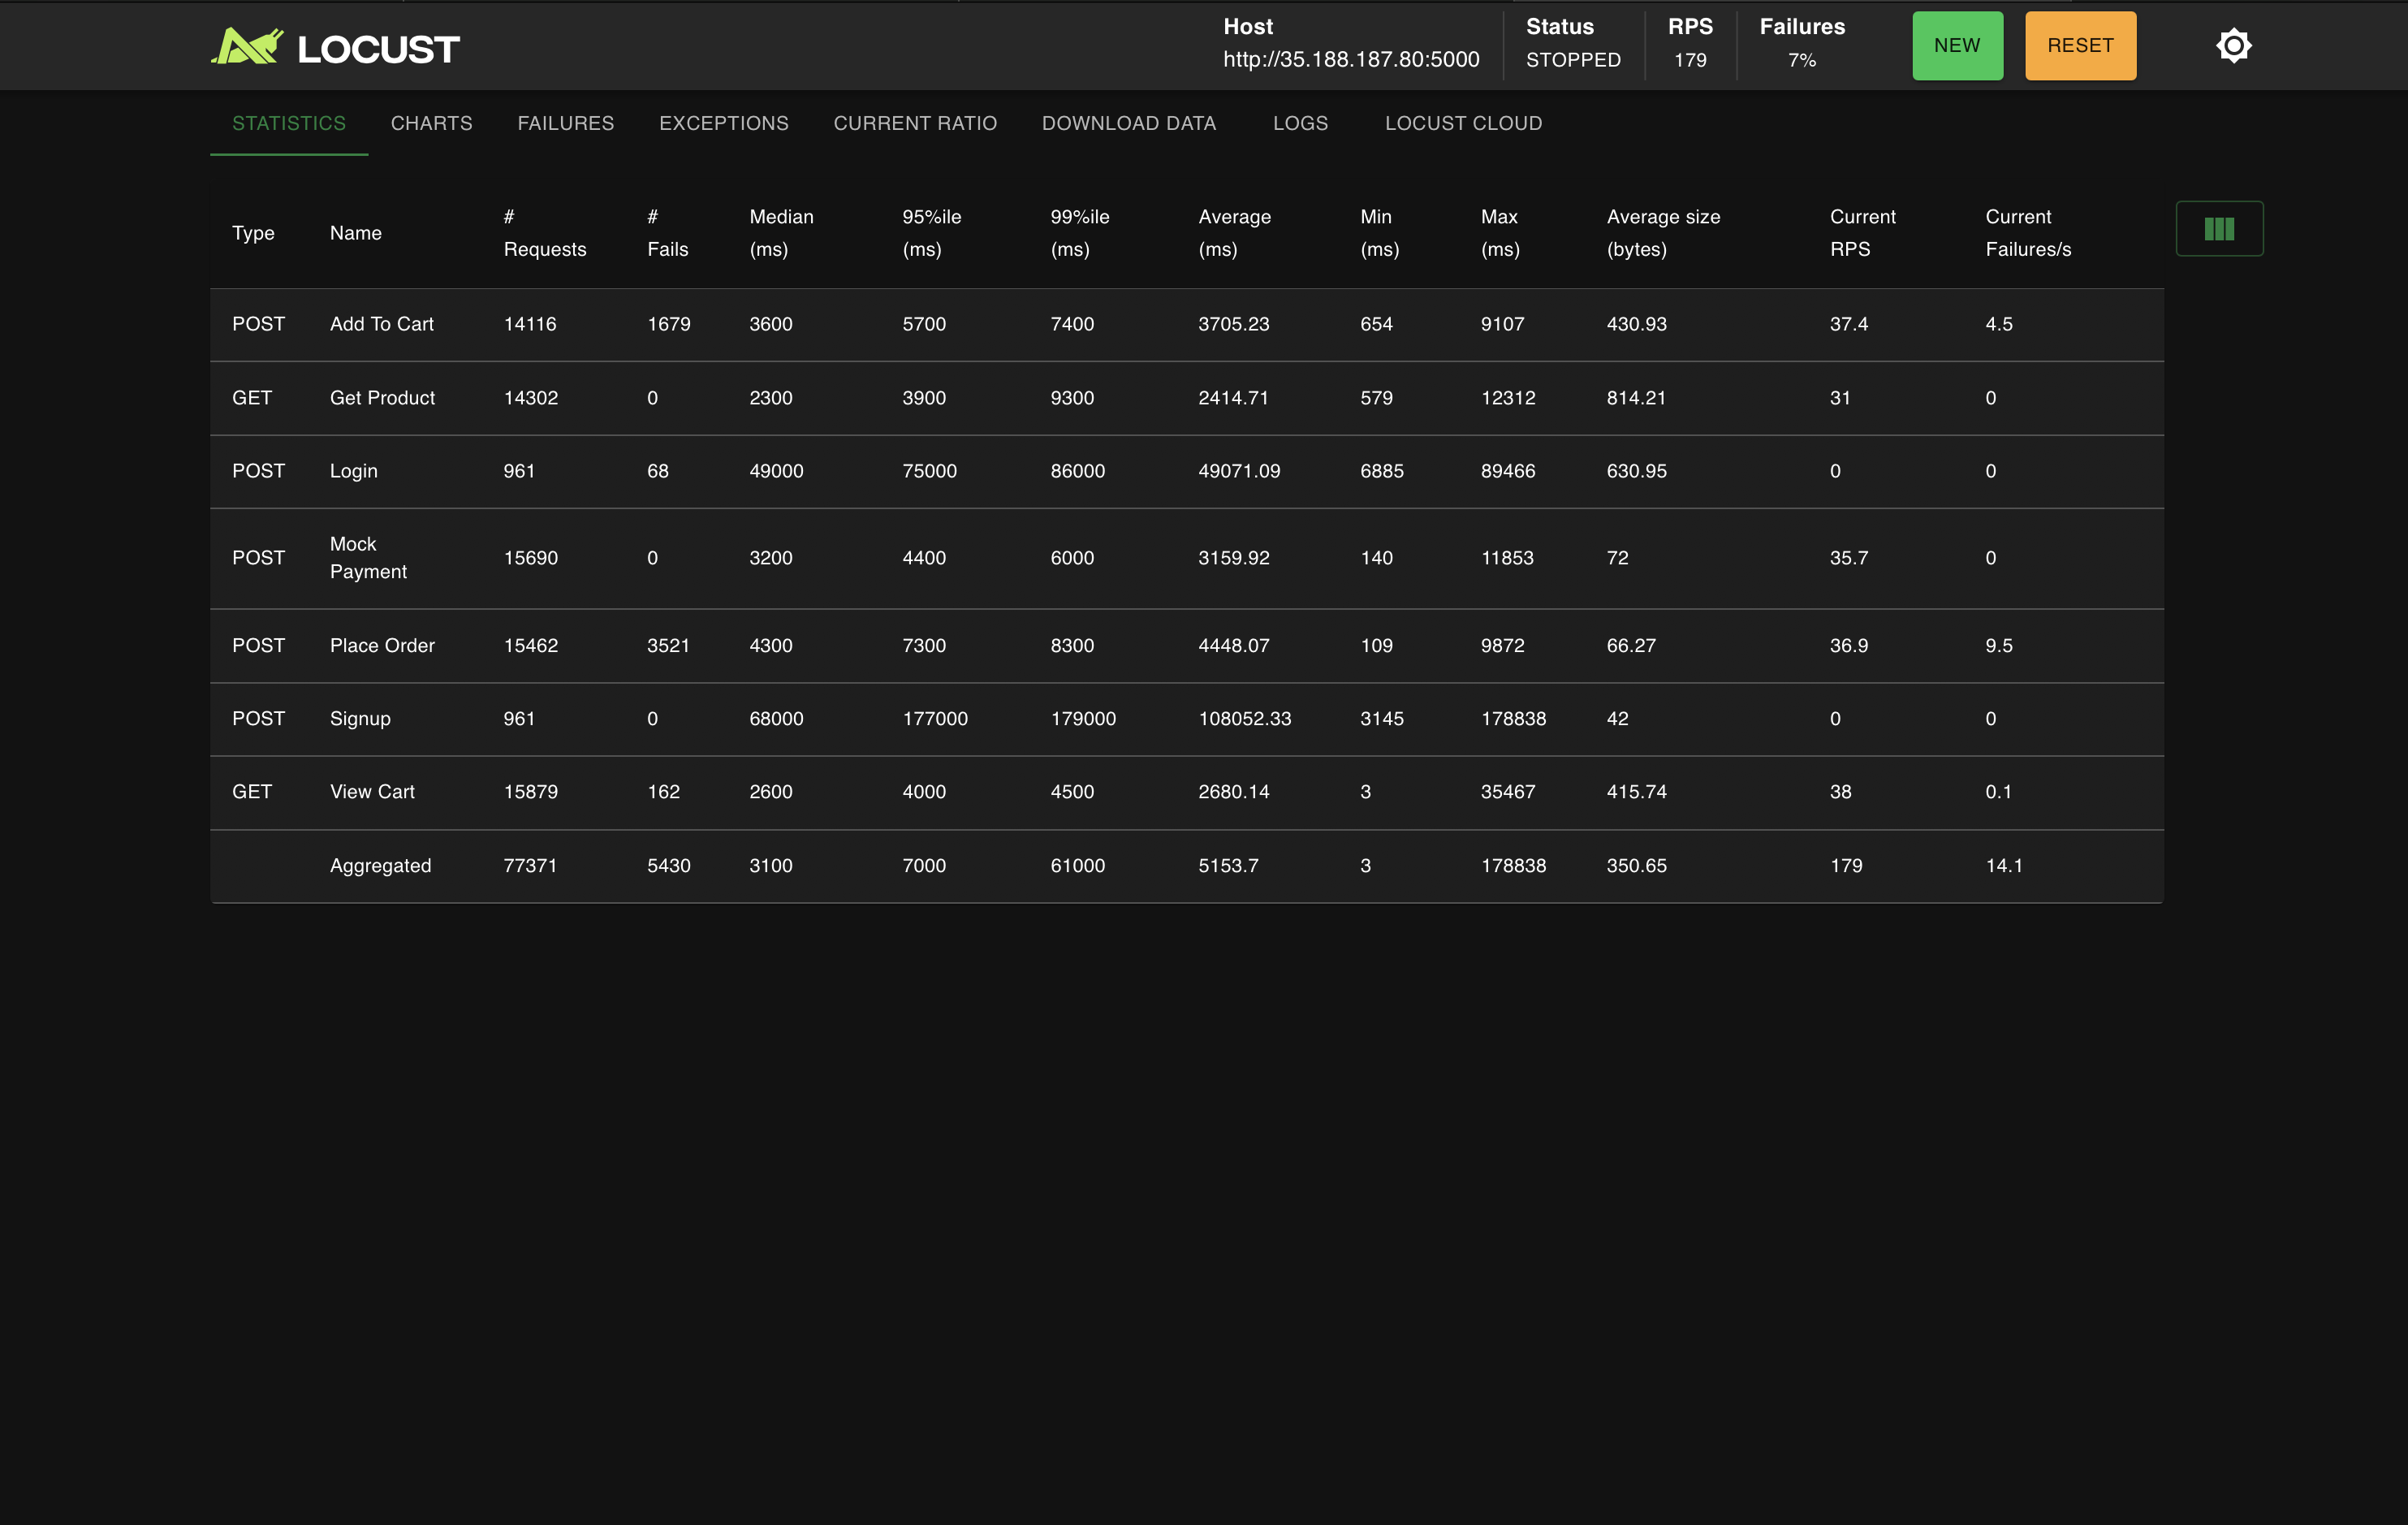 LOCUST
Host
http://35.188.187.80:5000
Status
STOPPED
RPS
179
Failures
7%
NEW
RESET
STATISTICS CHARTS FAILURES EXCEPTIONS CURRENT RATIO DOWNLOAD DATA LOGS LOCUST CLOUD
Type Name # Requests # Fails Median (ms) 95%ile (ms) 99%ile (ms) Average (ms) Min (ms) Max (ms) Average size (bytes) Current RPS Current Failures/s
POST Add To Cart 14116 1679 3600 5700 7400 3705.23 654 9107 430.93 37.4 4.5
GET Get Product 14302 0 2300 3900 9300 2414.71 579 12312 814.21 31 0
POST Login 961 68 49000 75000 86000 49071.09 6885 89466 630.95 0 0
POST Mock Payment 15690 0 3200 4400 6000 3159.92 140 11853 72 35.7 0
POST Place Order 15462 3521 4300 7300 8300 4448.07 109 9872 66.27 36.9 9.5
POST Signup 961 0 68000 177000 179000 108052.33 3145 178838 42 0 0
GET View Cart 15879 162 2600 4000 4500 2680.14 3 35467 415.74 38 0.1
Aggregated 77371 5430 3100 7000 61000 5153.7 3 178838 350.65 179 14.1